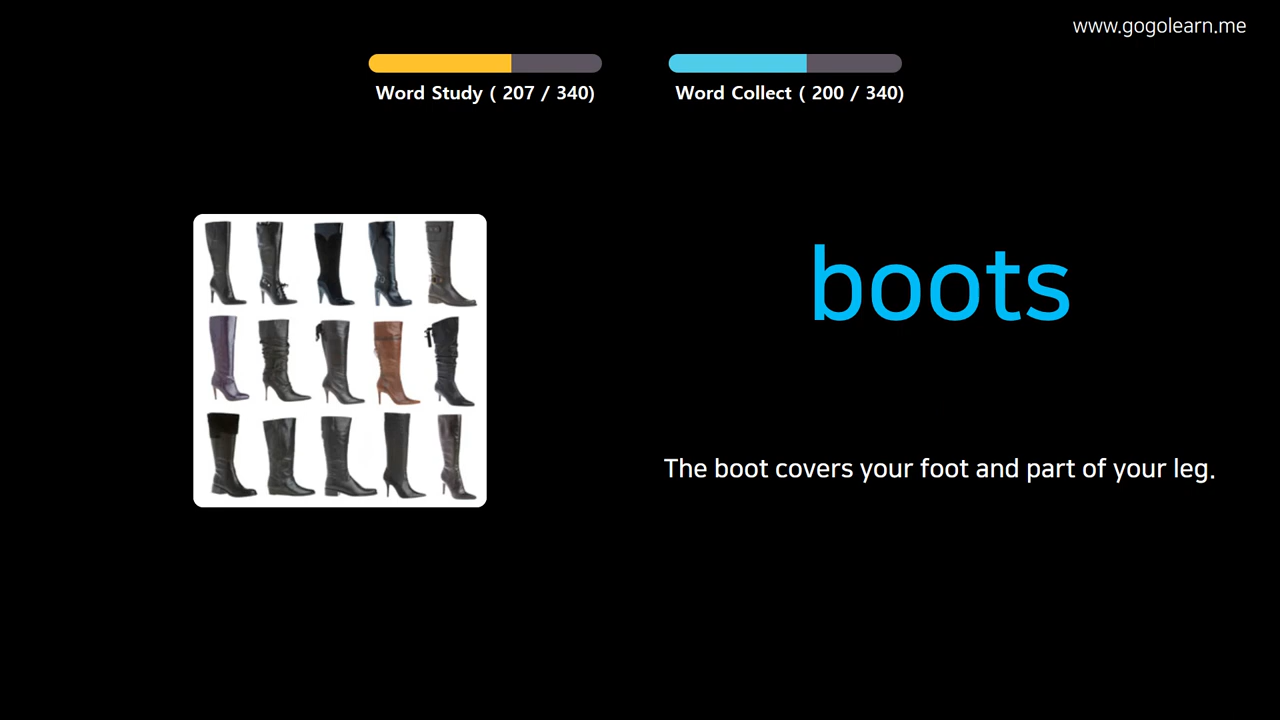 www.gogolearn.me
Word Study ( 207 / 340)
Word Collect ( 200 / 340)
boots
The boot covers your foot and part of your leg.